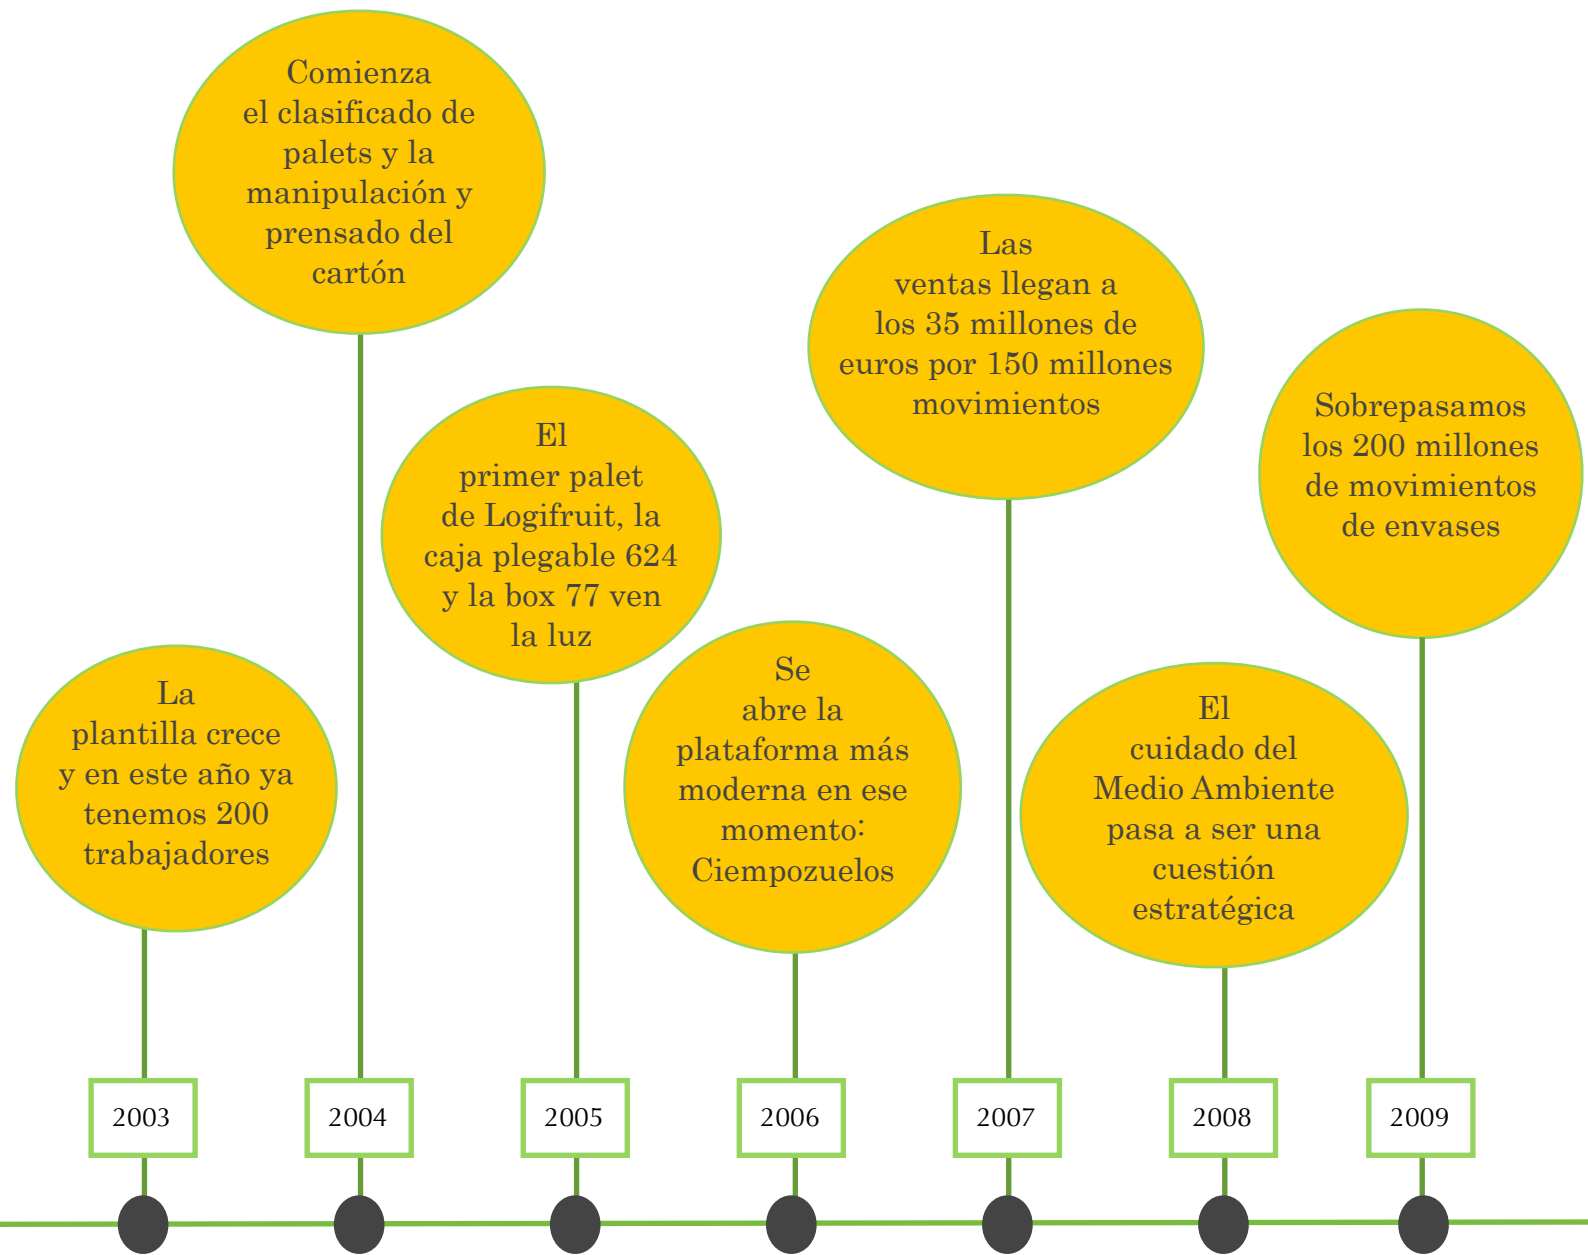 Comienza
el clasificado de
palets y la
manipulación y
prensado del
cartón
Las
ventas llegan a
los 35 millones de
euros por 150 millones
movimientos
Sobrepasamos
los 200 millones
de movimientos
de envases
El
primer palet
de Logifruit, la
caja plegable 624
y la box 77 ven
la luz
La
plantilla crece
y en este año ya
tenemos 200
trabajadores
Se
abre la
plataforma más
moderna en ese
momento:
Ciempozuelos
El
cuidado del
Medio Ambiente
pasa a ser una
cuestión
estratégica
2003
2004
2005
2006
2007
2008
2009